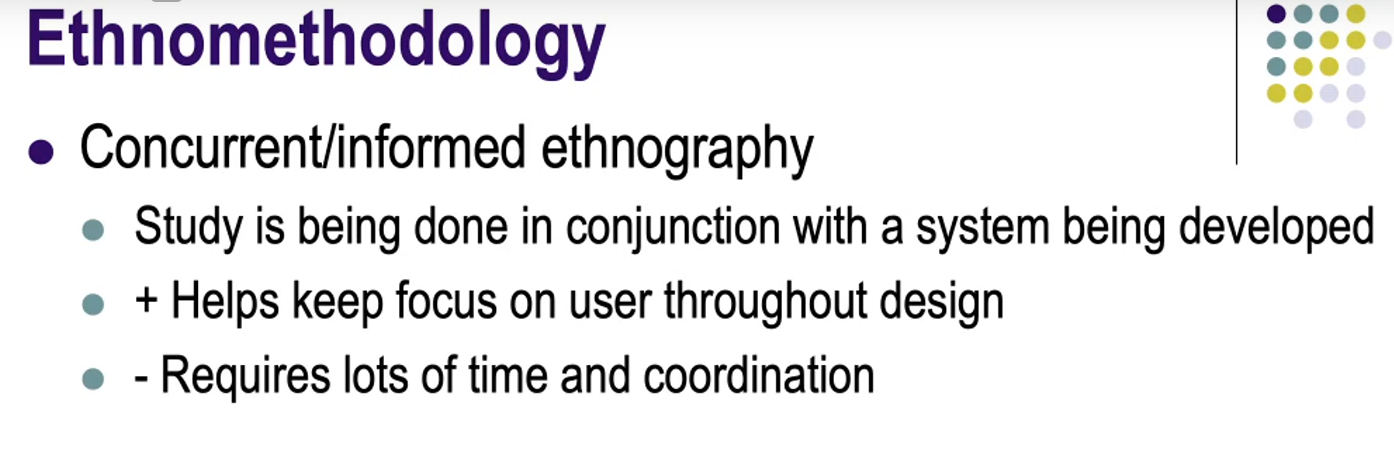 Ethnomethodology
Concurrent/informed ethnography
Study is being done in conjunction with a system being developed
+ Helps keep focus on user throughout design
- Requires lots of time and coordination